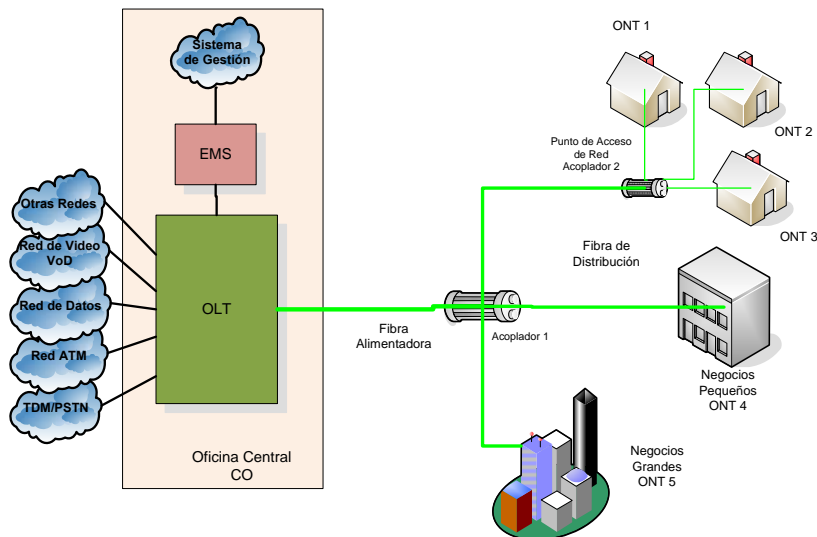 Sistema
de Gestión
EMS
Otras Redes
Red de Video
VoD
Red de Datos
Red ATM
TDM/PSTN
OLT
Oficina Central
CO
Fibra
Alimentadora
Acoplador 1
ONT 1
Punto de Acceso
de Red
Acoplador 2
ONT 2
ONT 3
Fibra de
Distribución
Negocios
Pequeños
ONT 4
Negocios
Grandes
ONT 5